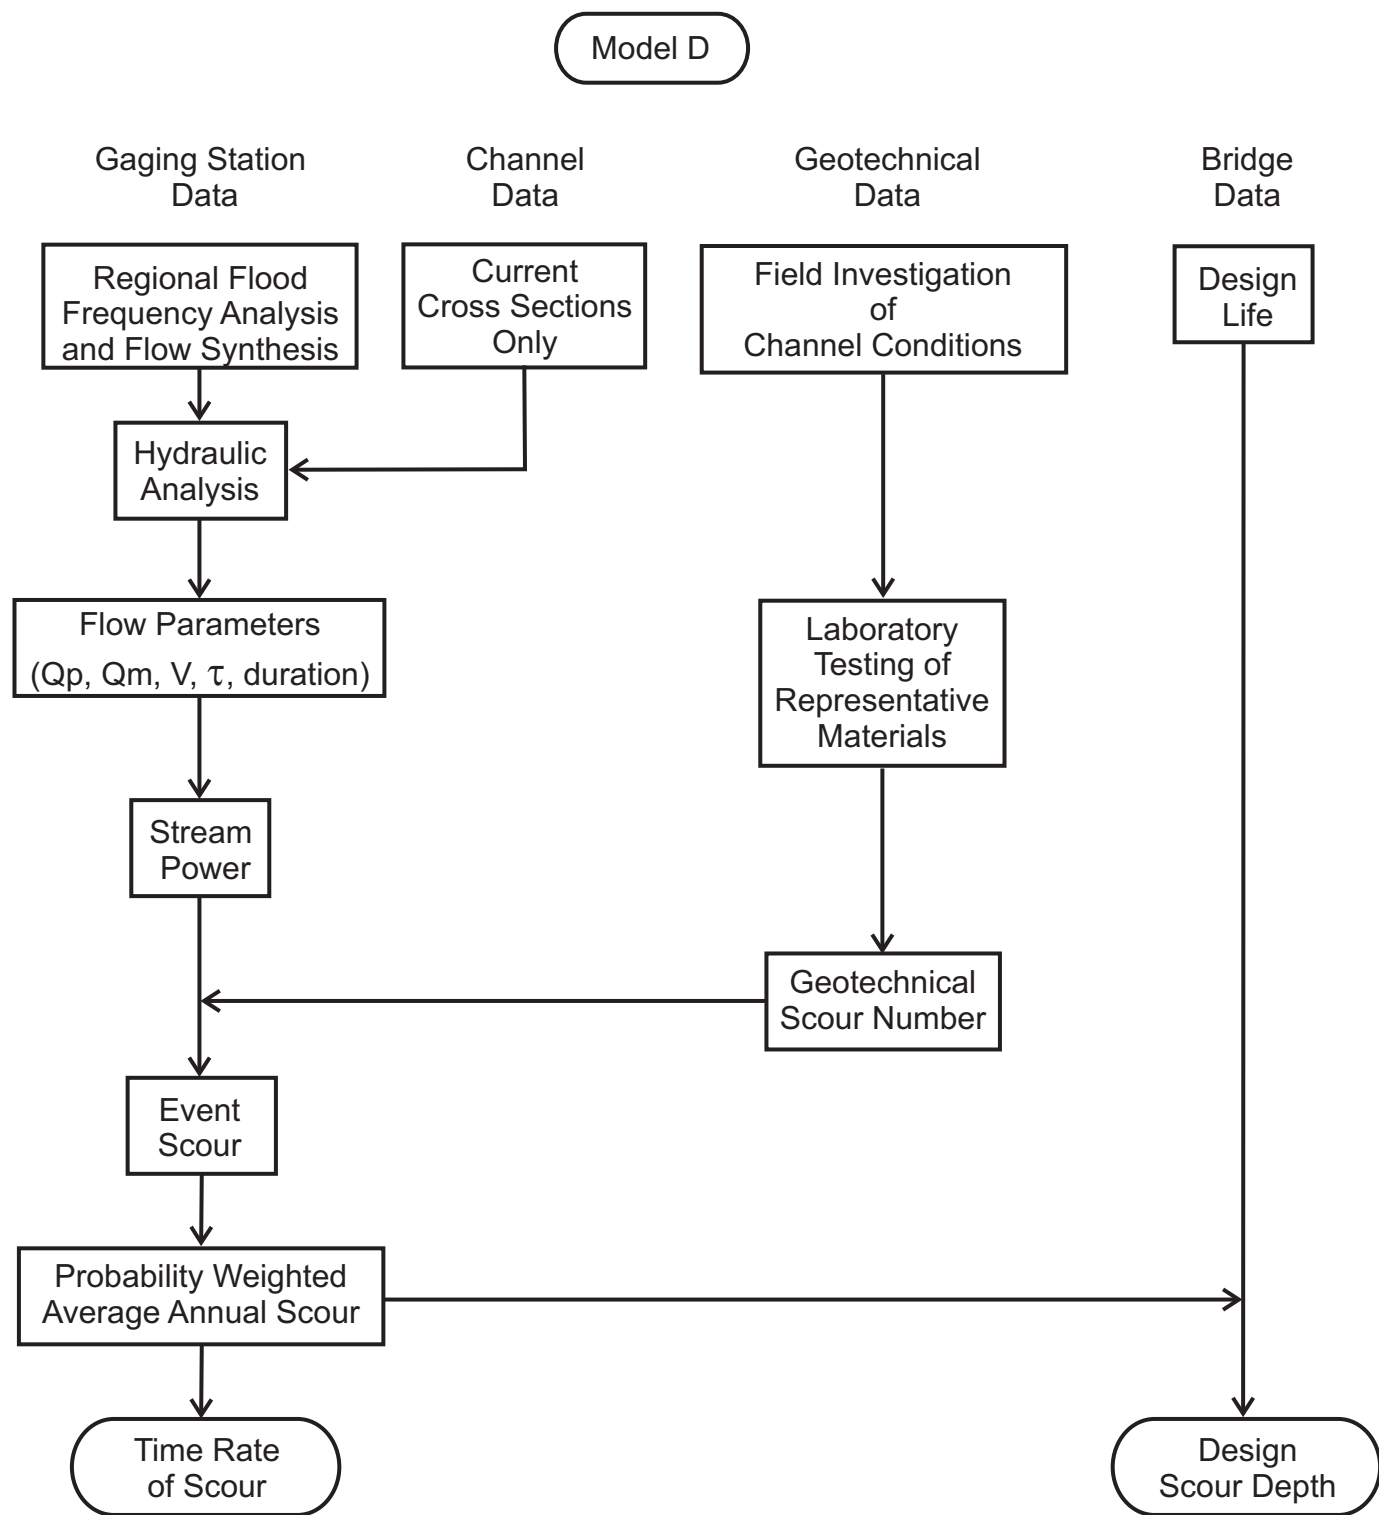 Model D
Gaging Station
Data
Channel
Data
Geotechnical
Data
Bridge
Data
Regional Flood
Frequency Analysis
and Flow Synthesis
Current
Cross Sections
Only
Field Investigation
of
Channel Conditions
Design
Life
Hydraulic
Analysis
Flow Parameters
(Qp, Qm, V, τ, duration)
Laboratory
Testing of
Representative
Materials
Stream
Power
Geotechnical
Scour Number
Event
Scour
Probability Weighted
Average Annual Scour
Time Rate
of Scour
Design
Scour Depth